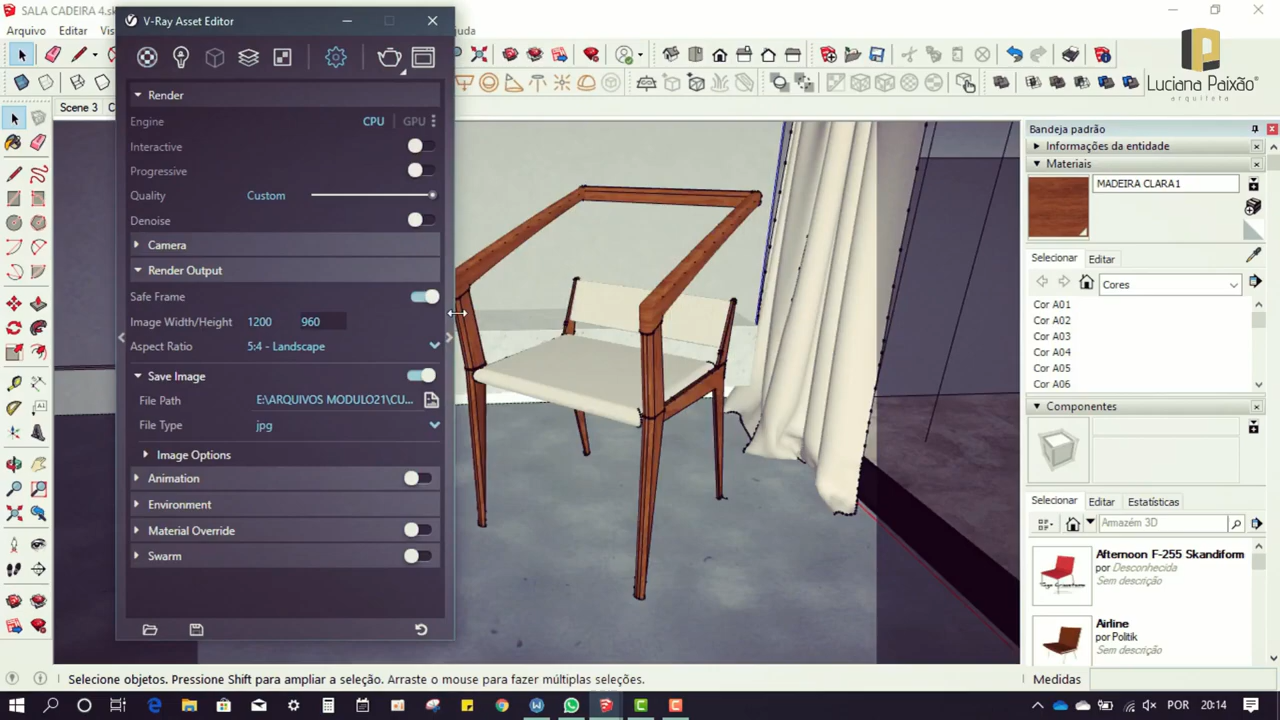 SALA CADEIRA 4.sk
V-Ray Asset Editor
Arquivo
Editar
Vis
uda
Luciana Paixão
arquiteta
Scene 3
C
Render
Engine
CPU
GPU
Interactive
Progressive
Quality
Custom
Denoise
Camera
Render Output
Safe Frame
Image Width/Height
1200
960
Aspect Ratio
5:4 - Landscape
Save Image
File Path
E\ARQUIVOS MODULO21\CU...
File Type
jpg
Image Options
Animation
Environment
Material Override
Swarm
Bandeja padrão
Informações da entidade
Materiais
MADEIRA CLARA1
Selecionar
Editar
Cores
Cor A01
Cor A02
Cor A03
Cor A04
Cor A05
Cor A06
Componentes
Selecionar
Editar
Estatísticas
Armazém 3D
Afternoon F-255 Skandiform
por Desconhecida
Sem descrição
Airline
por Politik
Sem descrição
Selecione objetos. Pressione Shift para ampliar a seleção. Arraste o mouse para fazer múltiplas seleções.
Medidas
POR
20:14